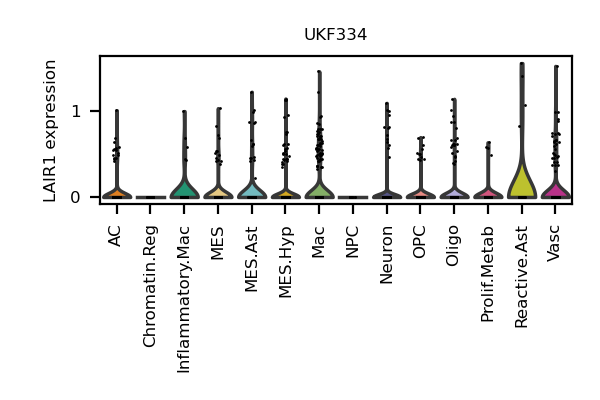 UKF334
LAIR1 expression
1
0
AC
Chromatin.Reg
Inflammatory.Mac
MES
MES.Ast
MES.Hyp
Mac
NPC
Neuron
OPC
Oligo
Prolif.Metab
Reactive.Ast
Vasc